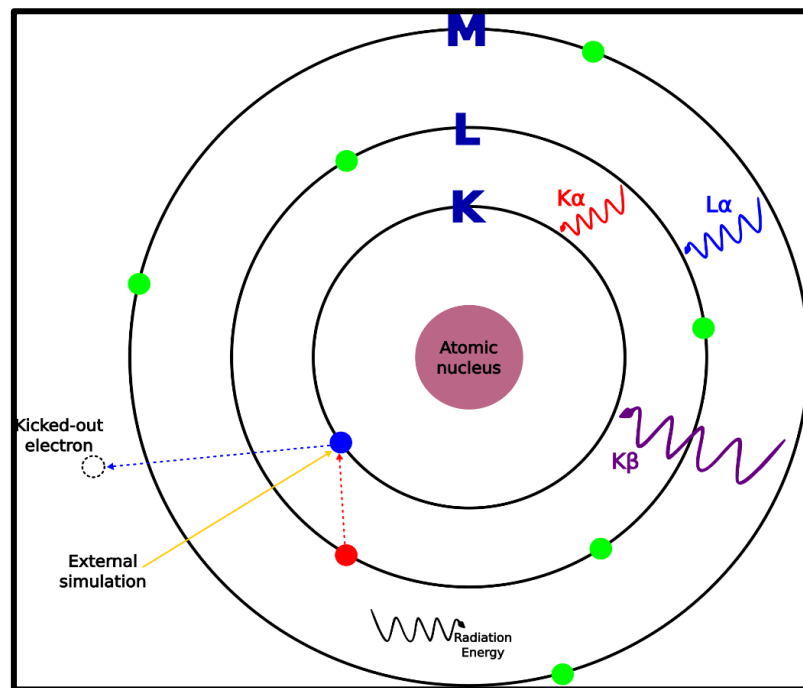 M
L
K
Kα
Lα
Atomic
nucleus
Kicked-out
electron
Kβ
External
simulation
Radiation
Energy